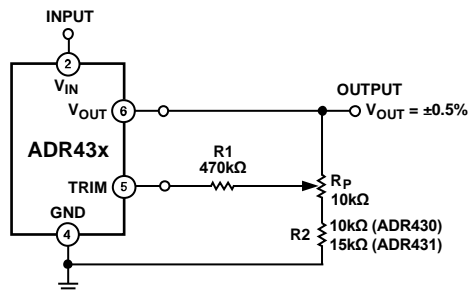 INPUT
2
VIN
VOUT 6
OUTPUT
VOUT = ±0.5%
ADR43x
R1
470kΩ
TRIM 5
RP
10kΩ
GND
4
R2
10kΩ (ADR430)
15kΩ (ADR431)